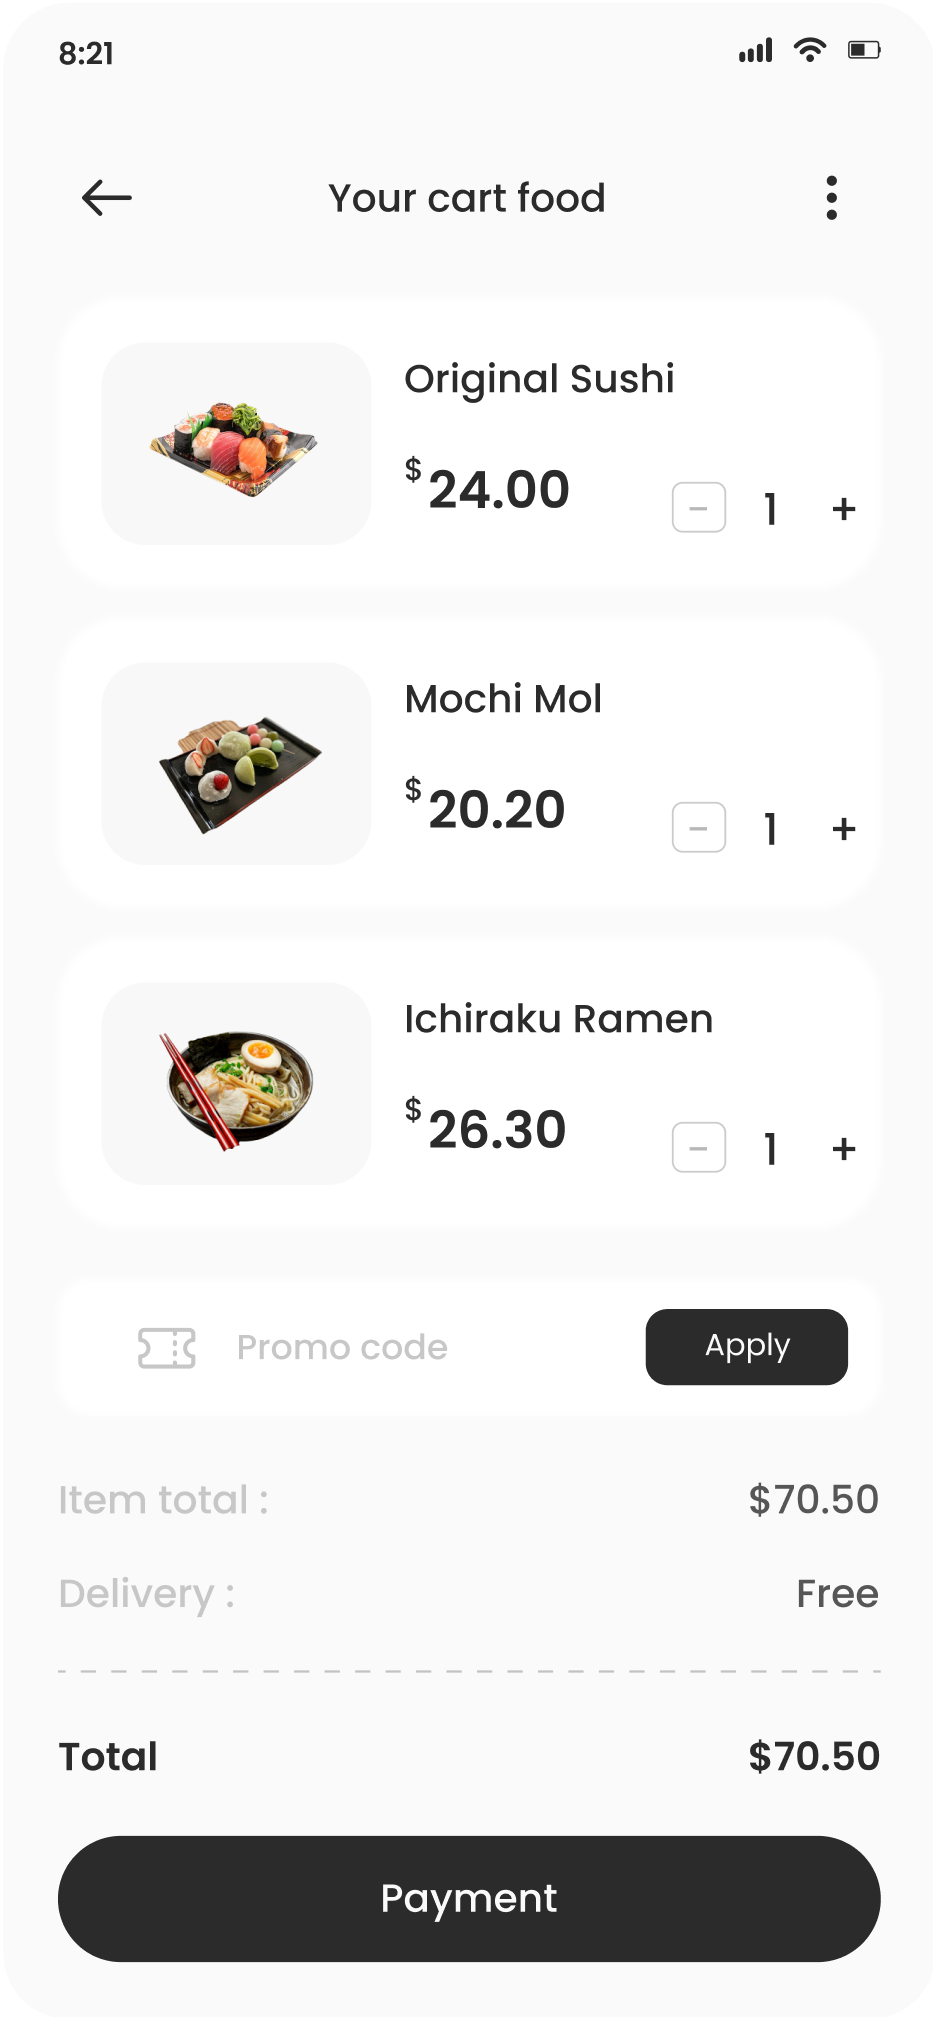 8:21
Your cart food
Original Sushi
$24.00
− 1 +
Mochi Mol
$20.20
− 1 +
Ichiraku Ramen
$26.30
− 1 +
Promo code Apply
Item total : $70.50
Delivery : Free
Total $70.50
Payment